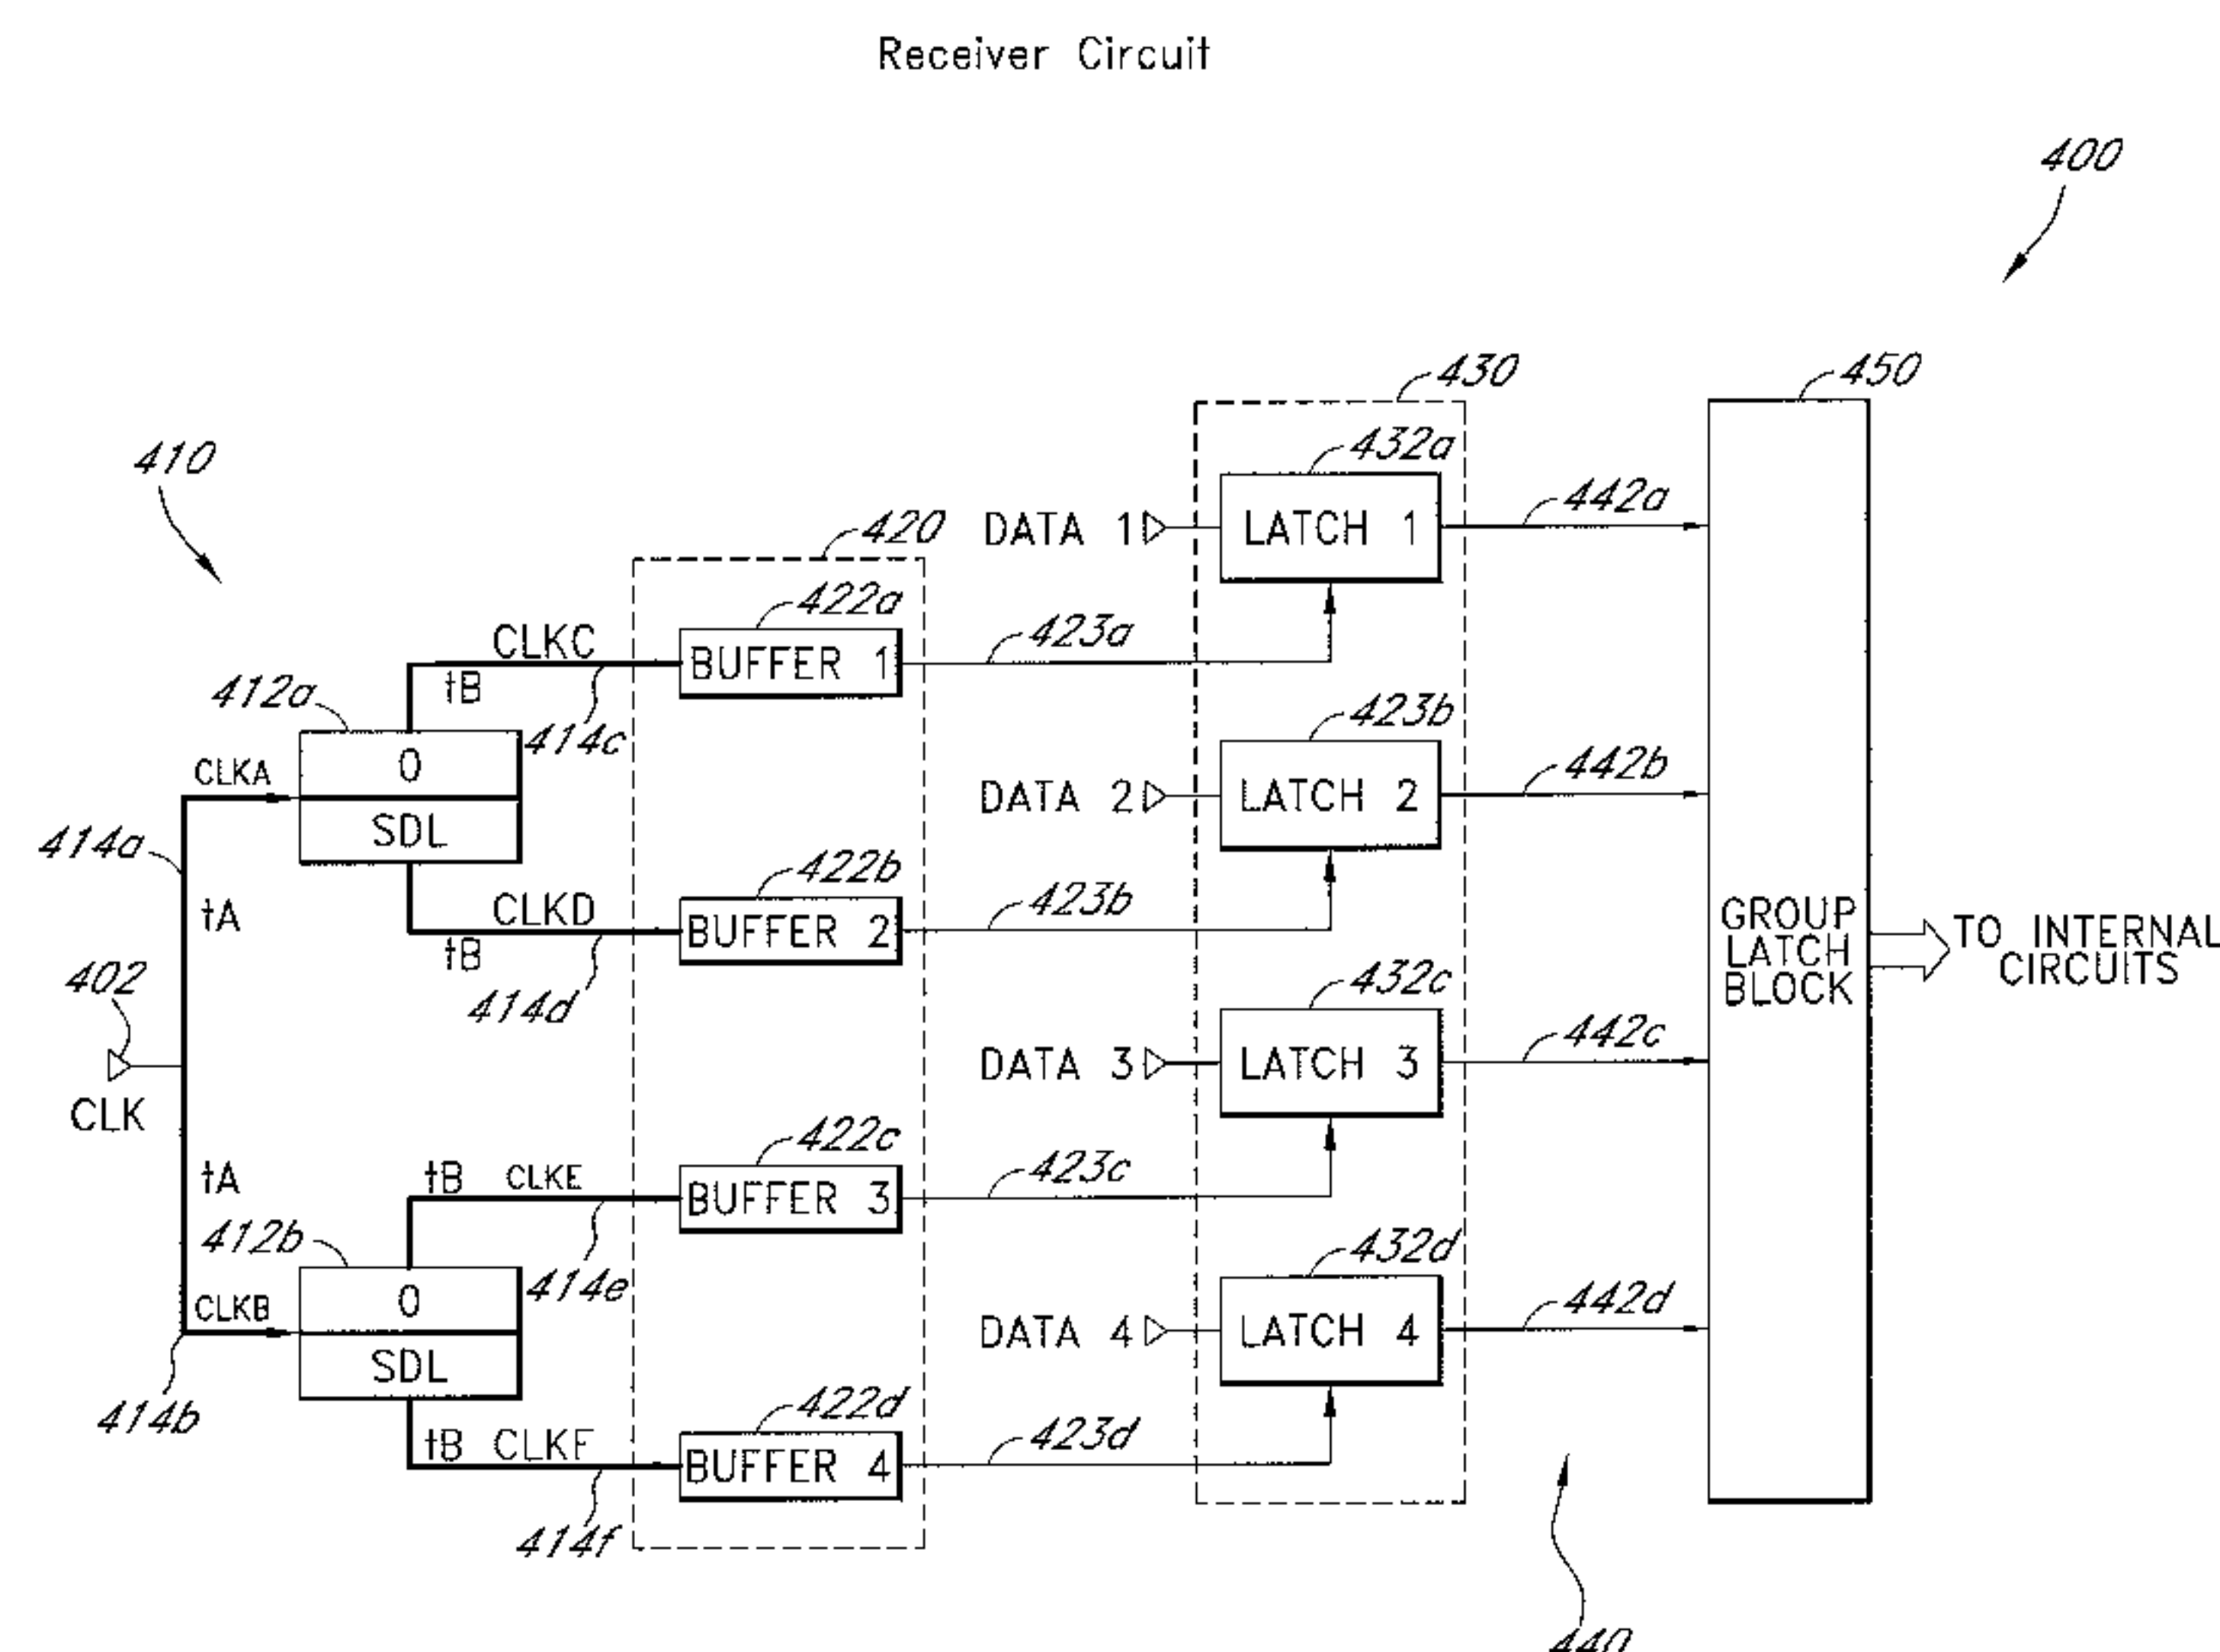 Receiver Circuit
400
430
450
410
432a
442a
DATA 1
LATCH 1
420
422a
CLKC
423a
BUFFER 1
tB
412a
414c
423b
0
CLKA
442b
DATA 2
LATCH 2
SDL
414a
422b
tA
CLKD
423b
BUFFER 2
GROUP
LATCH
BLOCK
TO INTERNAL
CIRCUITS
tB
402
414d
432c
442c
DATA 3
LATCH 3
CLK
422c
tA
tB
CLKE
423c
BUFFER 3
412b
432d
414e
0
CLKB
442d
DATA 4
LATCH 4
SDL
414b
422d
tB
CLKF
423d
BUFFER 4
414f
440